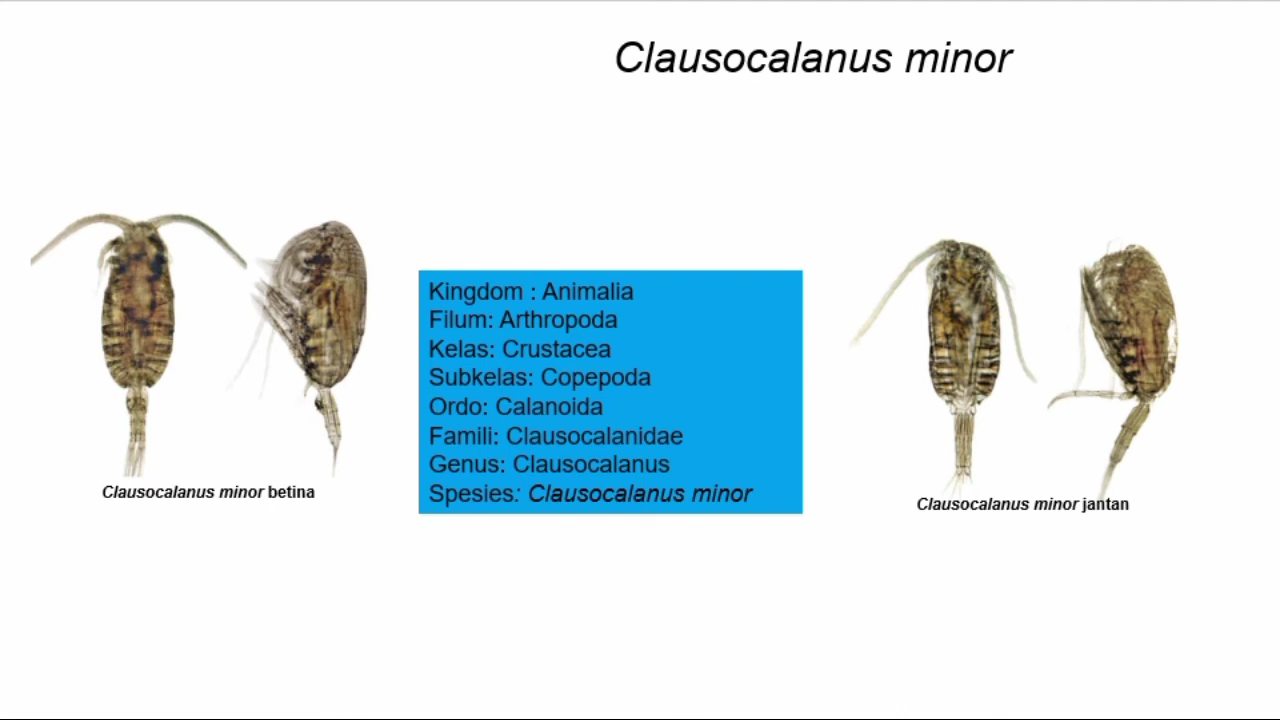 Clausocalanus minor
Kingdom : Animalia
Filum: Arthropoda
Kelas: Crustacea
Subkelas: Copepoda
Ordo: Calanoida
Famili: Clausocalanidae
Genus: Clausocalanus
Spesies: Clausocalanus minor
Clausocalanus minor betina
Clausocalanus minor jantan